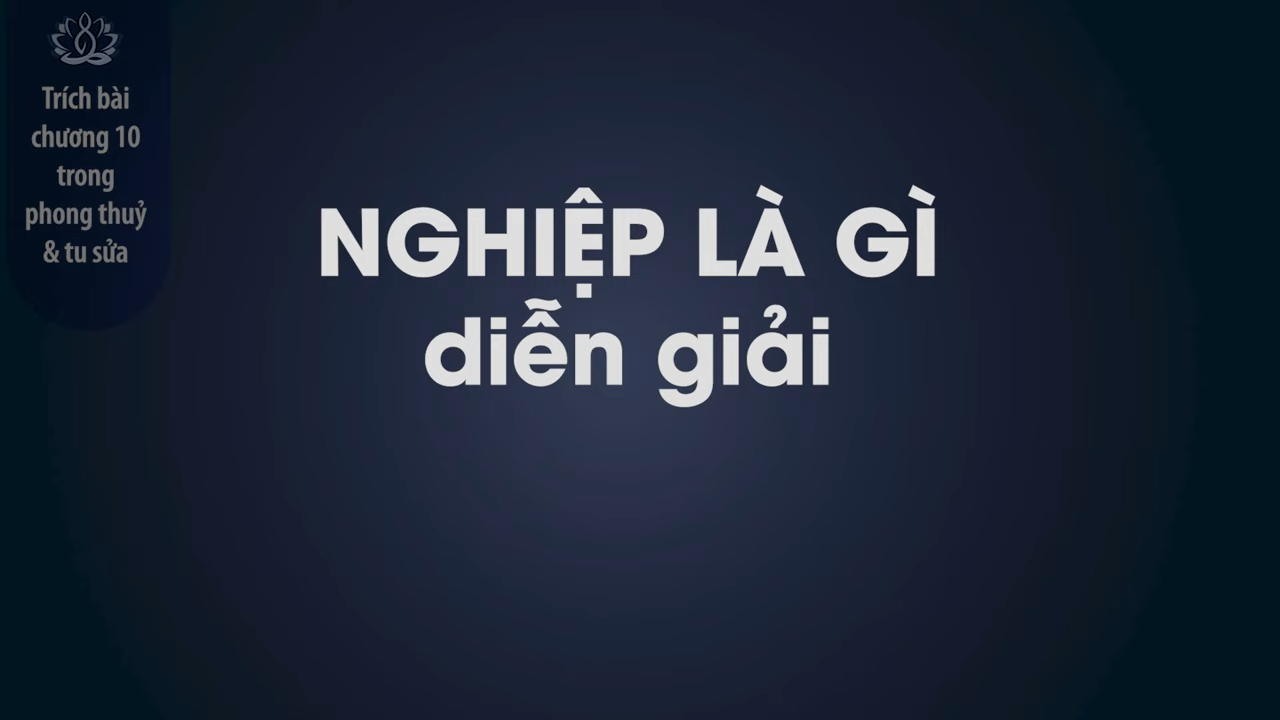 Trích bài
chương 10
trong
phong thuỷ
& tu sửa
NGHIỆP LÀ GÌ
diễn giải